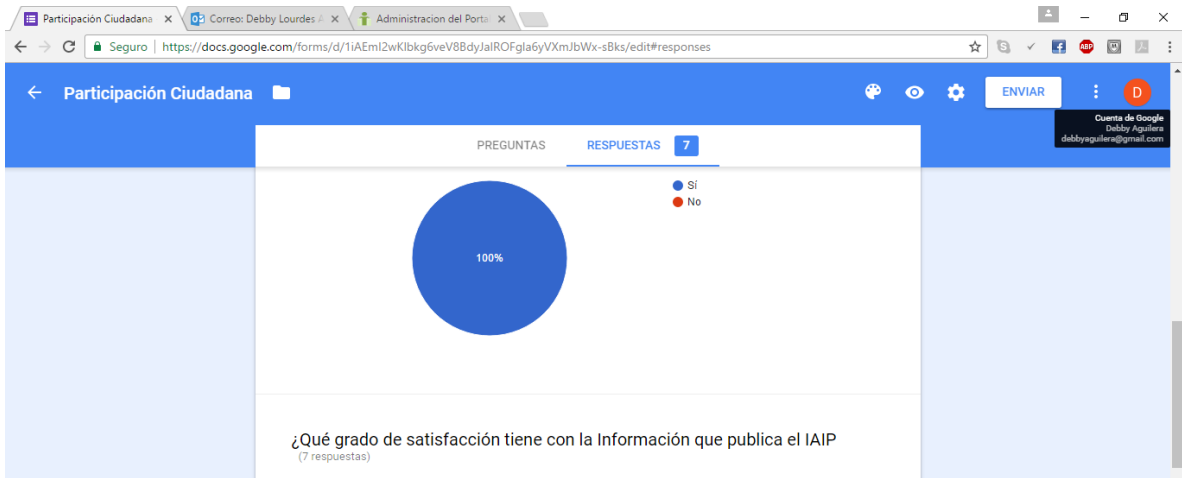 Participación Ciudadana
Correo: Debby Lourdes A
Administracion del Porta
Seguro | https://docs.google.com/forms/d/1iAEmI2wKlbkg6veV8BdyJalROFgla6yVXmJbWx-sBks/edit#responses
ABP
Participación Ciudadana
ENVIAR
D
Cuenta de Google
Debby Aguilera
debbyaguilera@gmail.com
PREGUNTAS
RESPUESTAS 7
Sí
No
100%
¿Qué grado de satisfacción tiene con la Información que publica el IAIP
(7 respuestas)